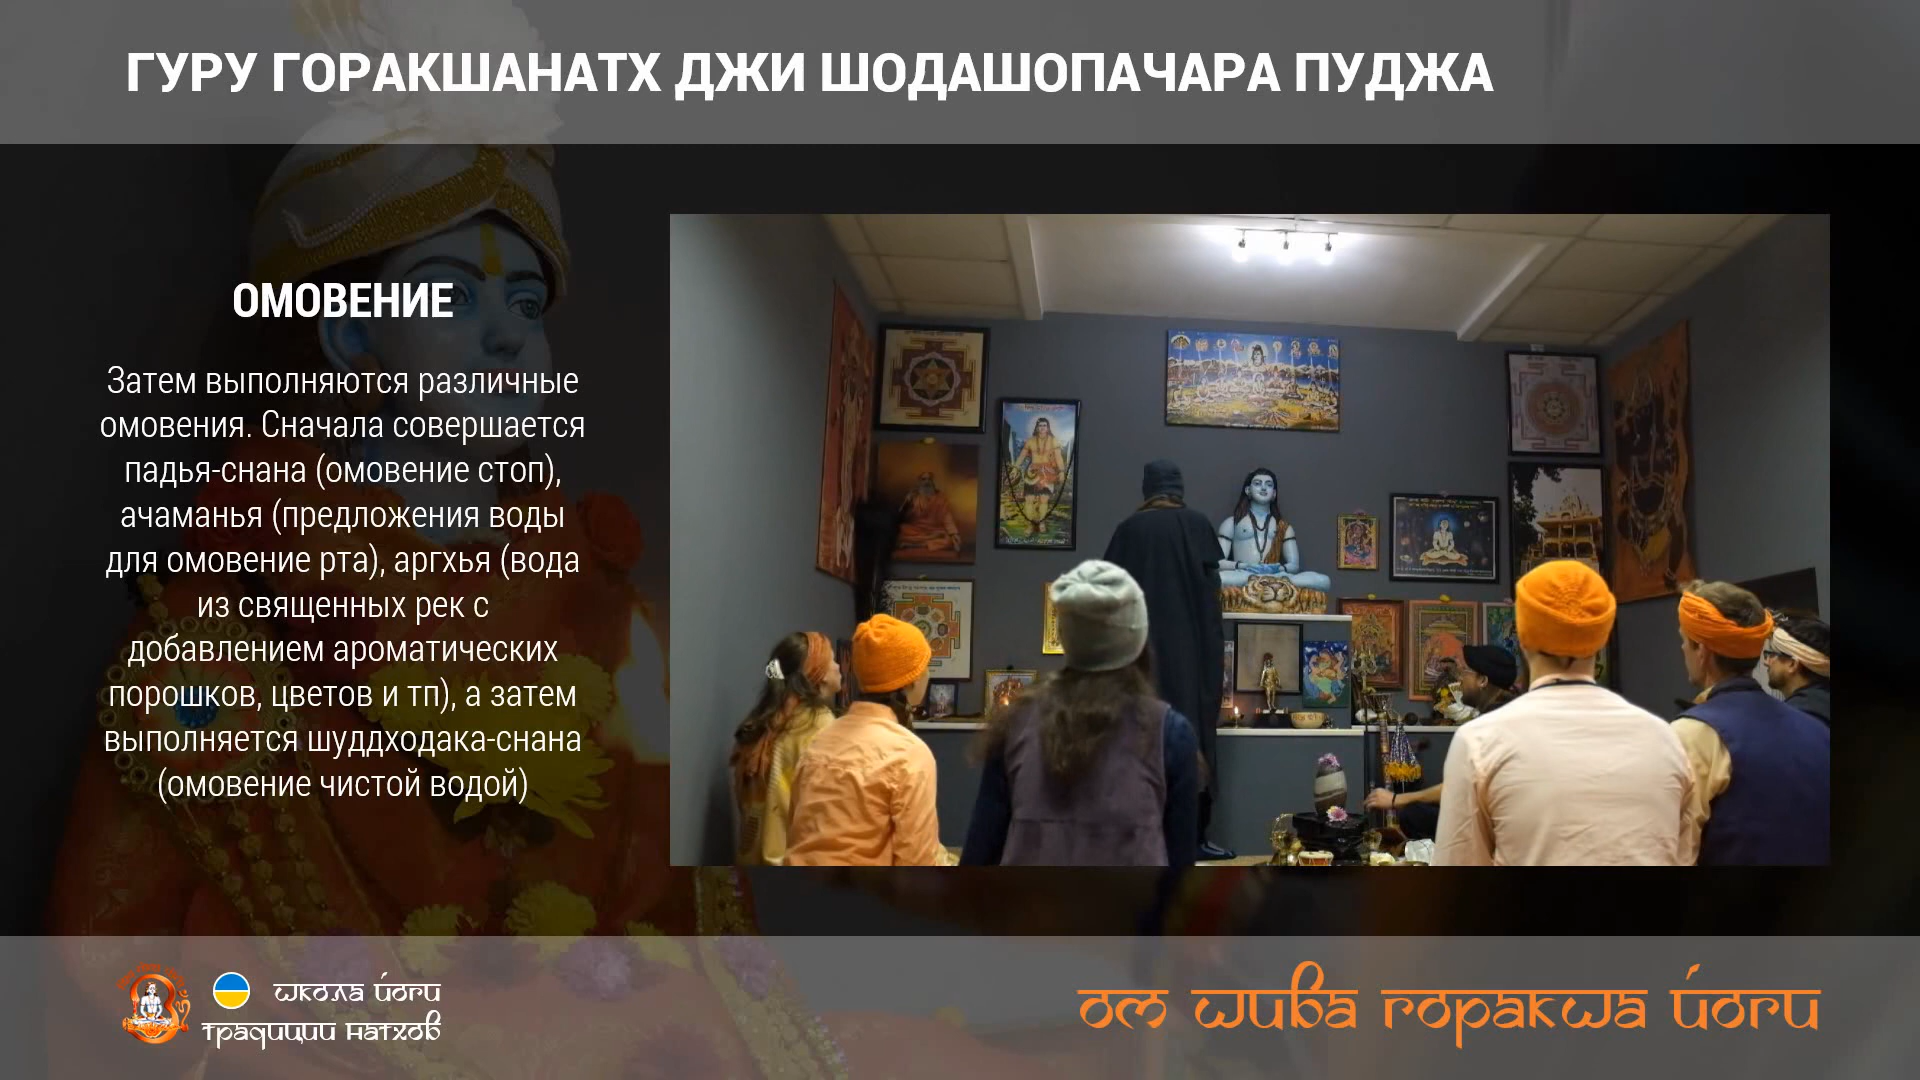 ГУРУ ГОРАКШАНАТХ ДЖИ ШОДАШОПАЧАРА ПУДЖА
ОМОВЕНИЕ
Затем выполняются различные
омовения. Сначала совершается
падья-снана (омовение стоп),
ачаманья (предложения воды
для омовение рта), аргхья (вода
из священных рек с
добавлением ароматических
порошков, цветов и тп), а затем
выполняется шуддходака-снана
(омовение чистой водой)
школа йоги
традиции натхов
ом шива горакша йоги